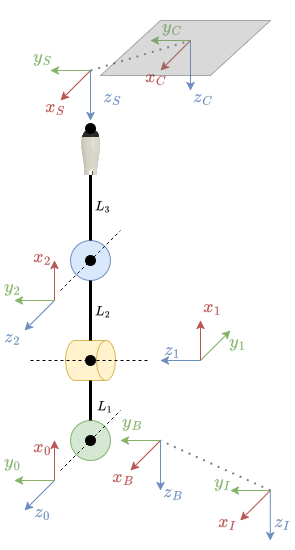 y_C
y_S
x_C
z_C
z_S
x_S
L_3
x_2
y_2
L_2
z_2
x_1
z_1
y_1
L_1
y_B
x_0
y_0
x_B
y_I
z_B
z_0
x_I
z_I